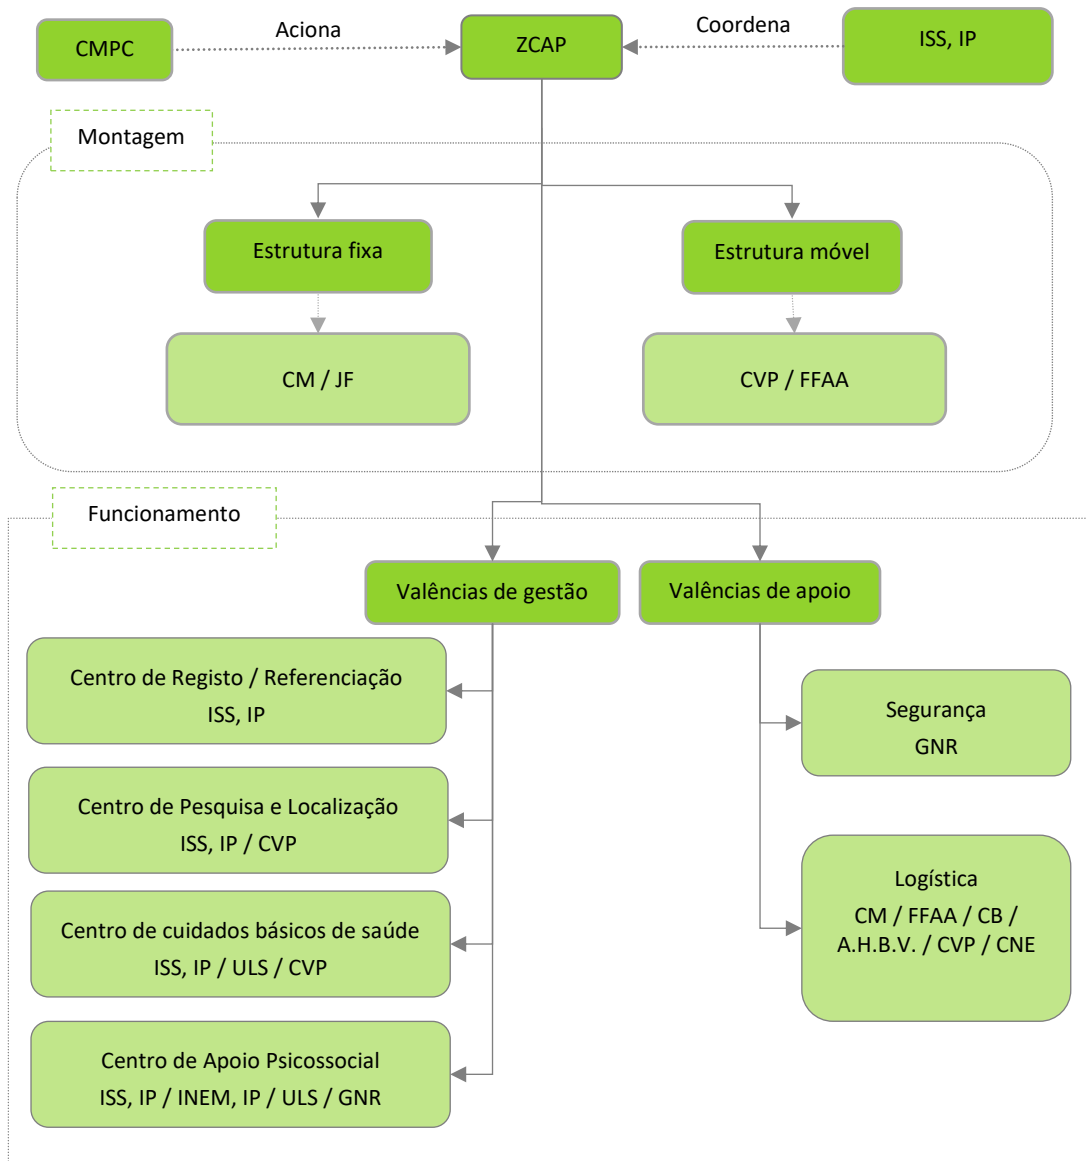 CMPC
Aciona
ZCAP
Coordena
ISS, IP
Montagem
Estrutura fixa
Estrutura móvel
CM / JF
CVP / FFAA
Funcionamento
Valências de gestão
Valências de apoio
Centro de Registo / Referenciação
ISS, IP
Centro de Pesquisa e Localização
ISS, IP / CVP
Centro de cuidados básicos de saúde
ISS, IP / ULS / CVP
Centro de Apoio Psicossocial
ISS, IP / INEM, IP / ULS / GNR
Segurança
GNR
Logística
CM / FFAA / CB /
A.H.B.V. / CVP / CNE